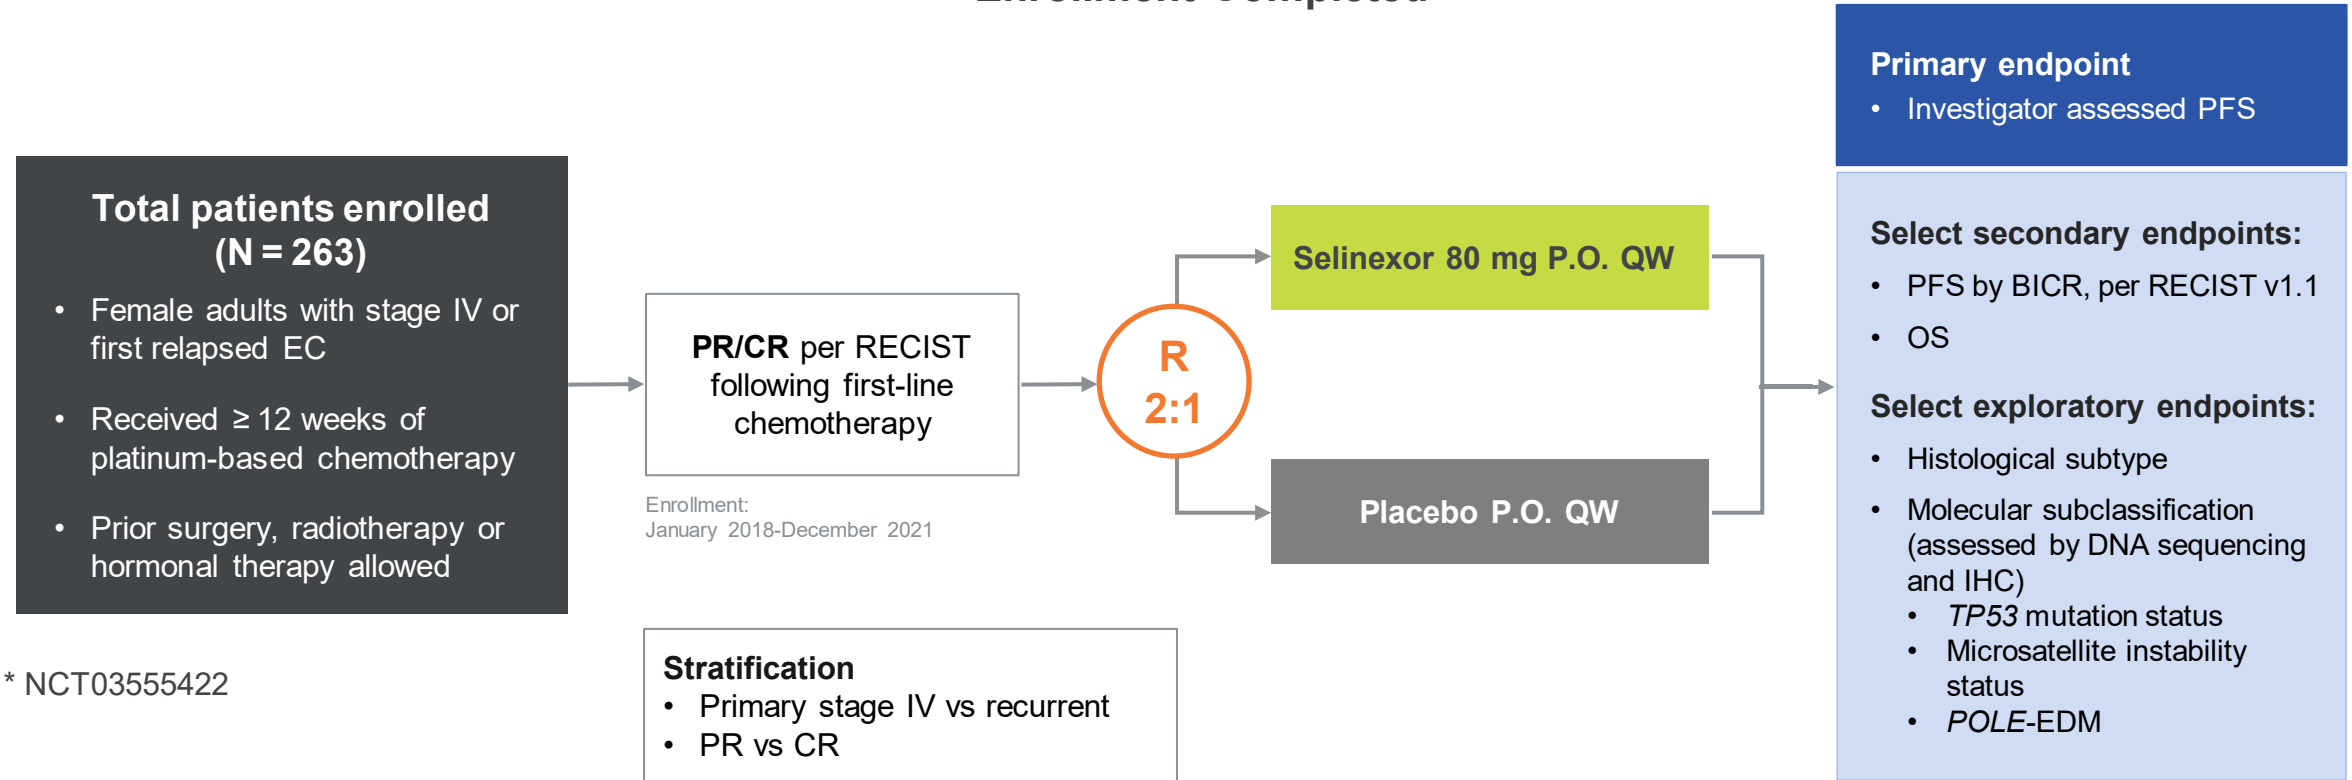 Enrollment Completed
Total patients enrolled
(N = 263)
• Female adults with stage IV or
first relapsed EC
• Received ≥ 12 weeks of
platinum-based chemotherapy
• Prior surgery, radiotherapy or
hormonal therapy allowed
* NCT03555422
PR/CR per RECIST
following first-line
chemotherapy
Enrollment:
January 2018-December 2021
Stratification
• Primary stage IV vs recurrent
• PR vs CR
R
2:1
Selinexor 80 mg P.O. QW
Placebo P.O. QW
Primary endpoint
• Investigator assessed PFS
Select secondary endpoints:
• PFS by BICR, per RECIST v1.1
• OS
Select exploratory endpoints:
• Histological subtype
• Molecular subclassification
(assessed by DNA sequencing
and IHC)
• TP53 mutation status
• Microsatellite instability
status
• POLE-EDM